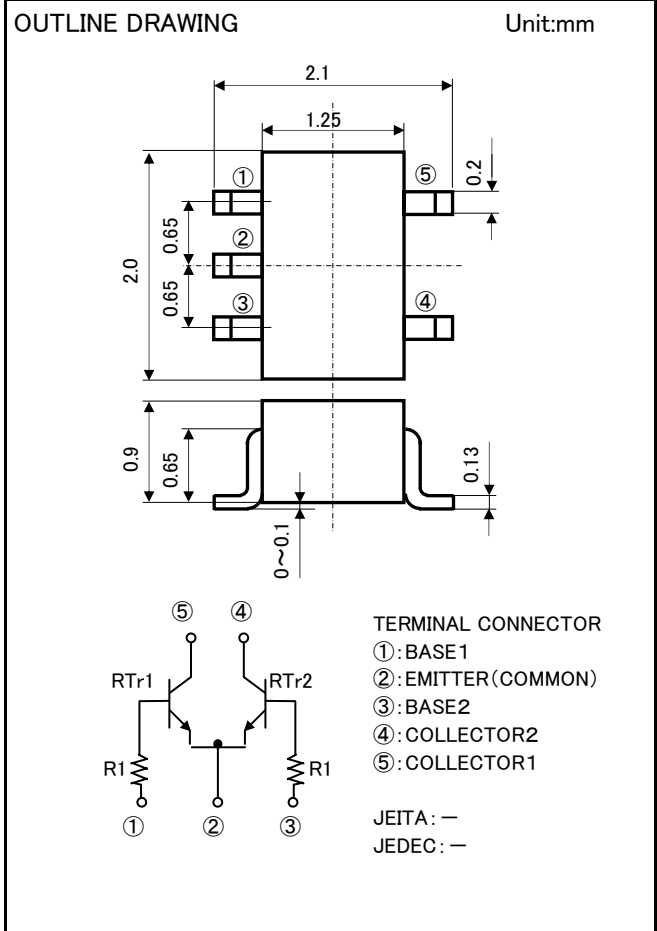 OUTLINE DRAWING Unit:mm
2.1
1.25
① ⑤ 0.2
0.65
②
2.0
0.65
③ ④
0.9
0.65
0.13
0～0.1
⑤ ④
RTr1 RTr2
R1 R1
① ② ③
TERMINAL CONNECTOR
①:BASE1
②:EMITTER(COMMON)
③:BASE2
④:COLLECTOR2
⑤:COLLECTOR1
JEITA:－
JEDEC:－